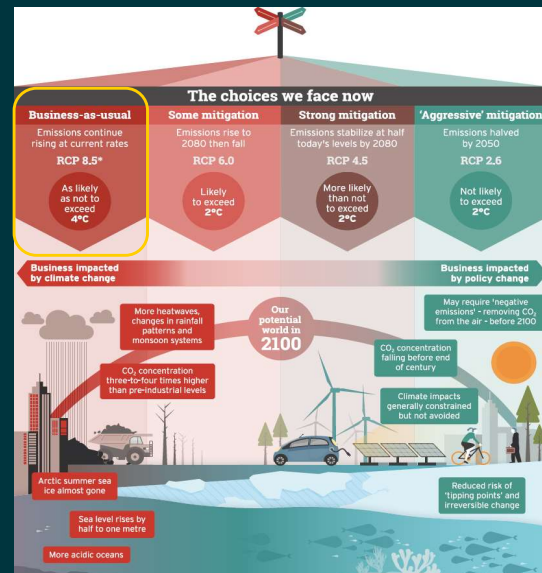 The choices we face now
Business-as-usual
Emissions continue
rising at current rates
RCP 8.5*
As likely
as not to
exceed
4°C
Some mitigation
Emissions rise to
2080 then fall
RCP 6.0
Likely
to exceed
2°C
Strong mitigation
Emissions stabilize at half
today's levels by 2080
RCP 4.5
More likely
than not
to exceed
2°C
'Aggressive' mitigation
Emissions halved
by 2050
RCP 2.6
Not likely
to exceed
2°C
Business impacted
by climate change
Business impacted
by policy change
More heatwaves,
changes in rainfall
patterns and
monsoon systems
Our
potential
world in
2100
May require 'negative
emissions' - removing CO₂
from the air - before 2100
CO₂ concentration
three-to-four times higher
than pre-industrial levels
CO₂ concentration
falling before end
of century
Climate impacts
generally constrained
but not avoided
Arctic summer sea
ice almost gone
Sea level rises by
half to one metre
More acidic oceans
Reduced risk of
'tipping points' and
irreversible change